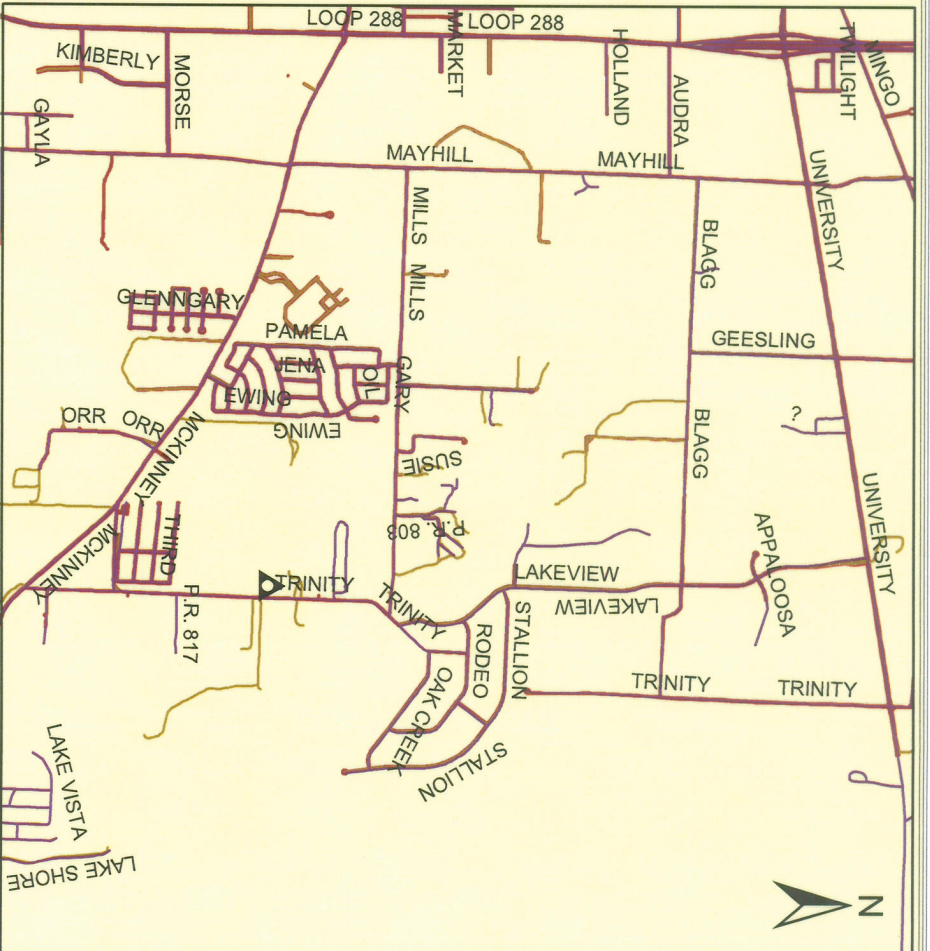 LOOP 288
MARKET
LOOP 288
KIMBERLY
MORSE
HOLLAND
AUDRA
TWILIGHT
MINGO
GAYLA
MAYHILL
MAYHILL
UNIVERSITY
MILLS
MILLS
BLAGG
GLENNGARY
PAMELA
JENA
OIL
GARY
GEESLING
EWING
EWING
ORR
ORR
MCKINNEY
SUSIE
BLAGG
?
UNIVERSITY
MCKINNEY
THIRD
P.R. 803
APPALOOSA
TRINITY
P.R. 817
TRINITY
LAKEVIEW
LAKEVIEW
STALLION
RODEO
OAK CREEK
STALLION
TRINITY
TRINITY
LAKE VISTA
LAKE SHORE
N